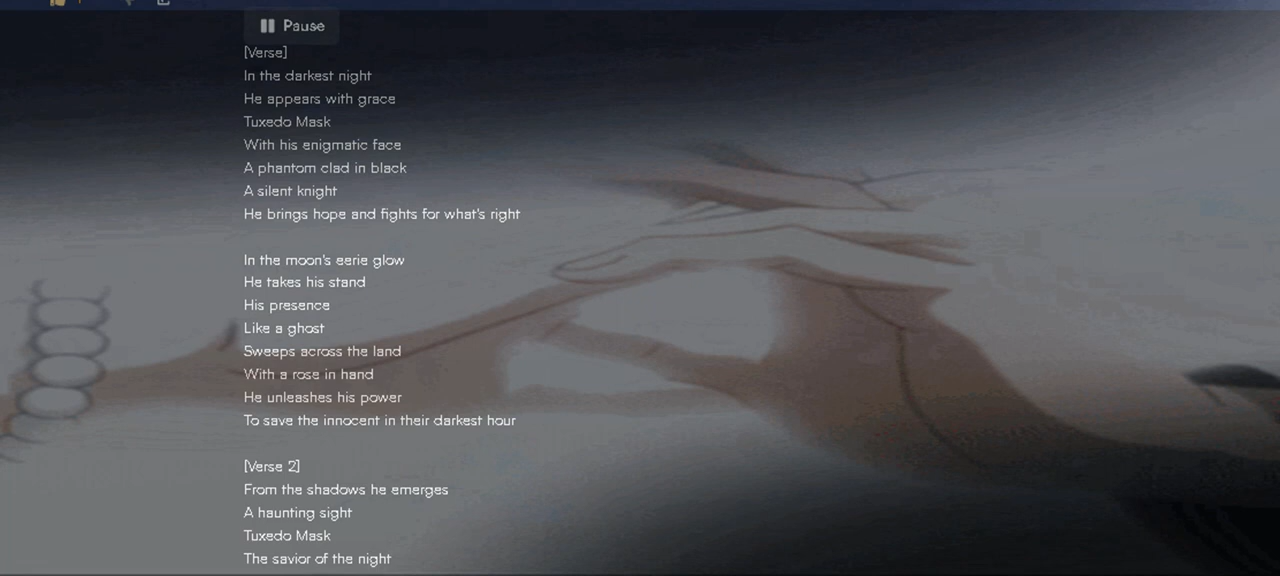 Pause
[Verse]
In the darkest night
He appears with grace
Tuxedo Mask
With his enigmatic face
A phantom clad in black
A silent knight
He brings hope and fights for what's right
In the moon's eerie glow
He takes his stand
His presence
Like a ghost
Sweeps across the land
With a rose in hand
He unleashes his power
To save the innocent in their darkest hour
[Verse 2]
From the shadows he emerges
A haunting sight
Tuxedo Mask
The savior of the night